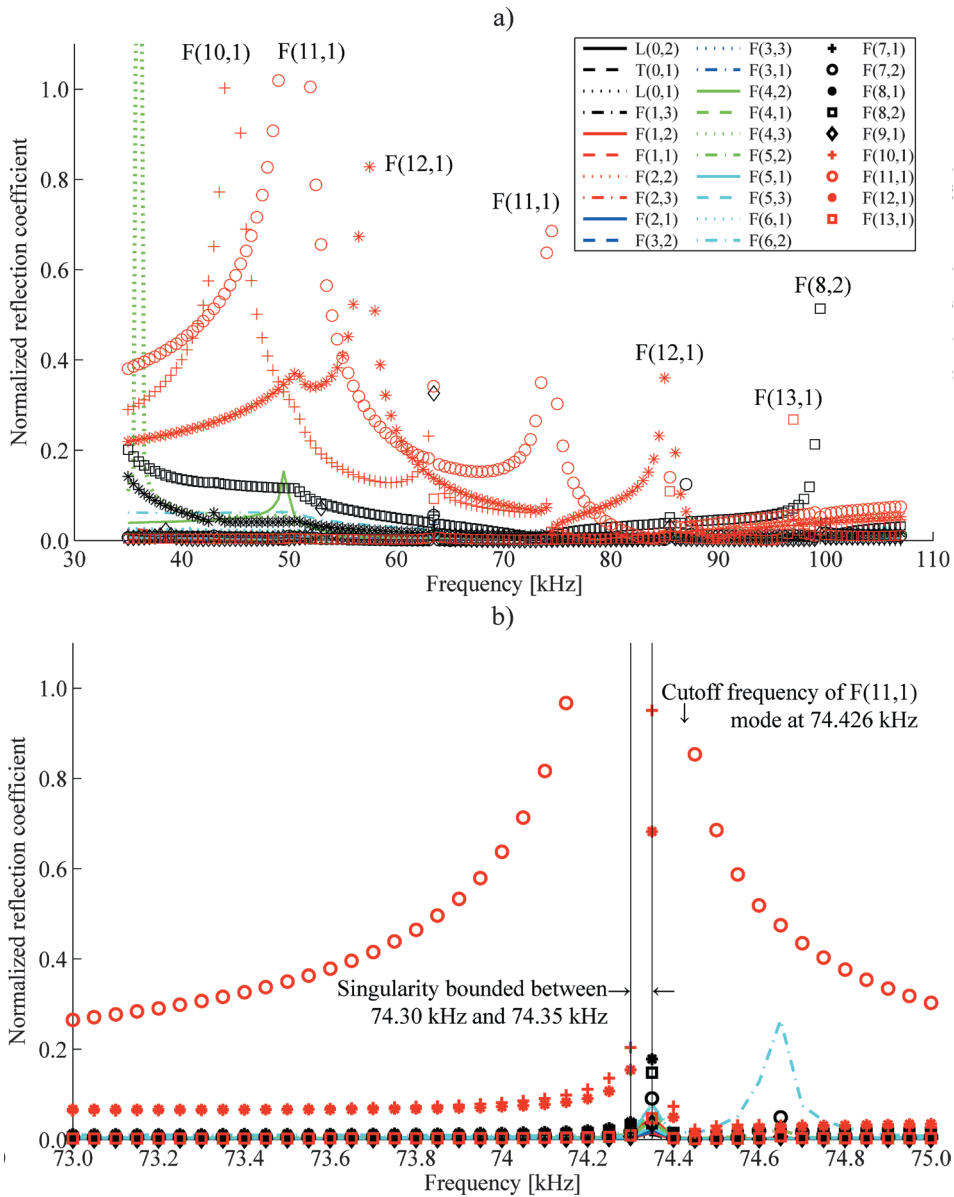 a)
Normalized reflection coefficient
1.0
0.8
0.6
0.4
0.2
0.0
F(10,1)
F(11,1)
F(12,1)
F(11,1)
F(12,1)
F(8,2)
F(13,1)
L(0,2)
T(0,1)
L(0,1)
F(1,3)
F(1,2)
F(1,1)
F(2,2)
F(2,3)
F(2,1)
F(3,2)
F(3,3)
F(3,1)
F(4,2)
F(4,1)
F(4,3)
F(5,2)
F(5,1)
F(5,3)
F(6,1)
F(6,2)
F(7,1)
F(7,2)
F(8,1)
F(8,2)
F(9,1)
F(10,1)
F(11,1)
F(12,1)
F(13,1)
30 40 50 60 70 80 90 100 110
Frequency [kHz]
b)
Normalized reflection coefficient
1.0
0.8
0.6
0.4
0.2
0.0
Cutoff frequency of F(11,1)
↓ mode at 74.426 kHz
Singularity bounded between
74.30 kHz and 74.35 kHz
73.0 73.2 73.4 73.6 73.8 74 74.2 74.4 74.6 74.8 75.0
Frequency [kHz]